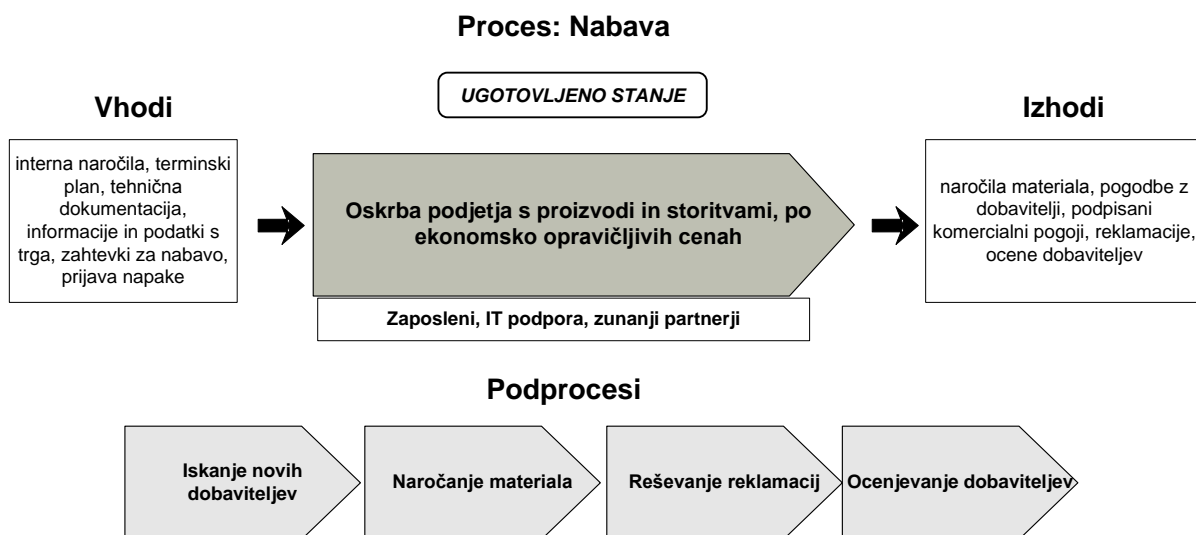 Proces: Nabava
UGOTOVLJENO STANJE
Vhodi
interna naročila, terminski
plan, tehnična
dokumentacija,
informacije in podatki s
trga, zahtevki za nabavo,
prijava napake
Oskrba podjetja s proizvodi in storitvami, po
ekonomsko opravičljivih cenah
Zaposleni, IT podpora, zunanji partnerji
Izhodi
naročila materiala, pogodbe z
dobavitelji, podpisani
komercialni pogoji, reklamacije,
ocene dobaviteljev
Podprocesi
Iskanje novih
dobaviteljev
Naročanje materiala
Reševanje reklamacij
Ocenjevanje dobaviteljev